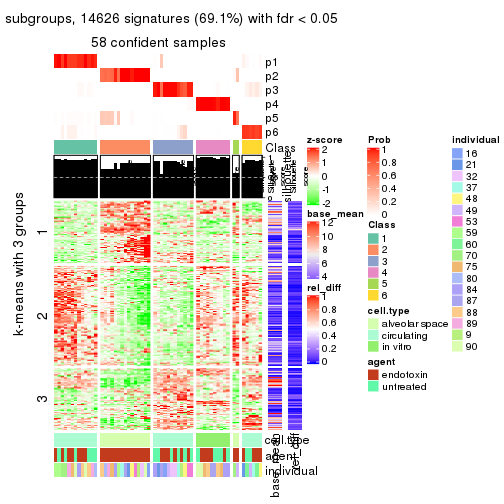 subgroups, 14626 signatures (69.1%) with fdr < 0.05
58 confident samples
p1
p2
p3
p4
p5
p6
Class
silhouette
score
k-means with 3 groups
1
2
3
cell.type
agent
individual
base_mean
rel_diff
z-score
2
1
0
-1
-2
base_mean
12
10
8
6
4
rel_diff
1
0.8
0.6
0.4
0.2
0
Prob
1
0.8
0.6
0.4
0.2
0
Class
1
2
3
4
5
6
cell.type
alveolar space
circulating
in vitro
agent
endotoxin
untreated
individual
16
21
32
37
48
49
53
59
60
70
75
80
84
87
88
89
9
90